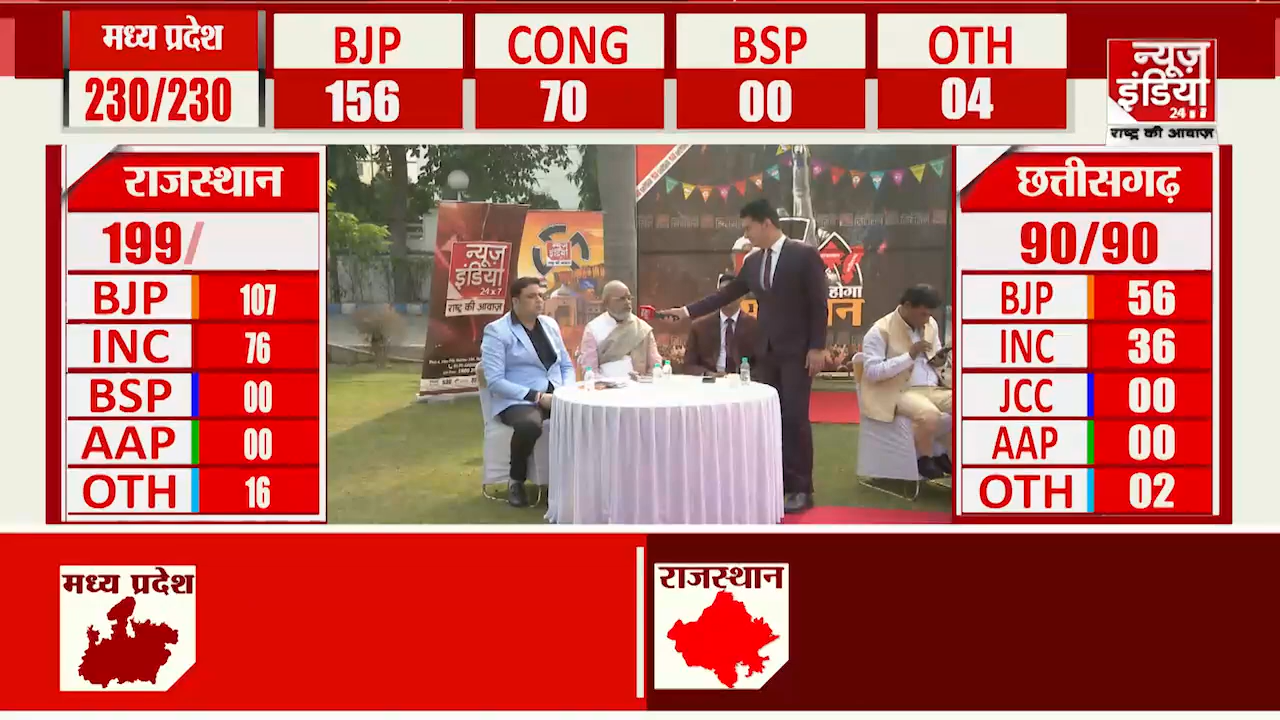 मध्य प्रदेश
230/230
BJP
156
CONG
70
BSP
00
OTH
04
न्यूज़
इंडिया
24x7
राष्ट्र की आवाज़
राजस्थान
199/
BJP 107
INC 76
BSP 00
AAP 00
OTH 16
न्यूज़
इंडिया
24x7
राष्ट्र की आवाज़
होगा
छत्तीसगढ़
90/90
BJP 56
INC 36
JCC 00
AAP 00
OTH 02
मध्य प्रदेश
राजस्थान